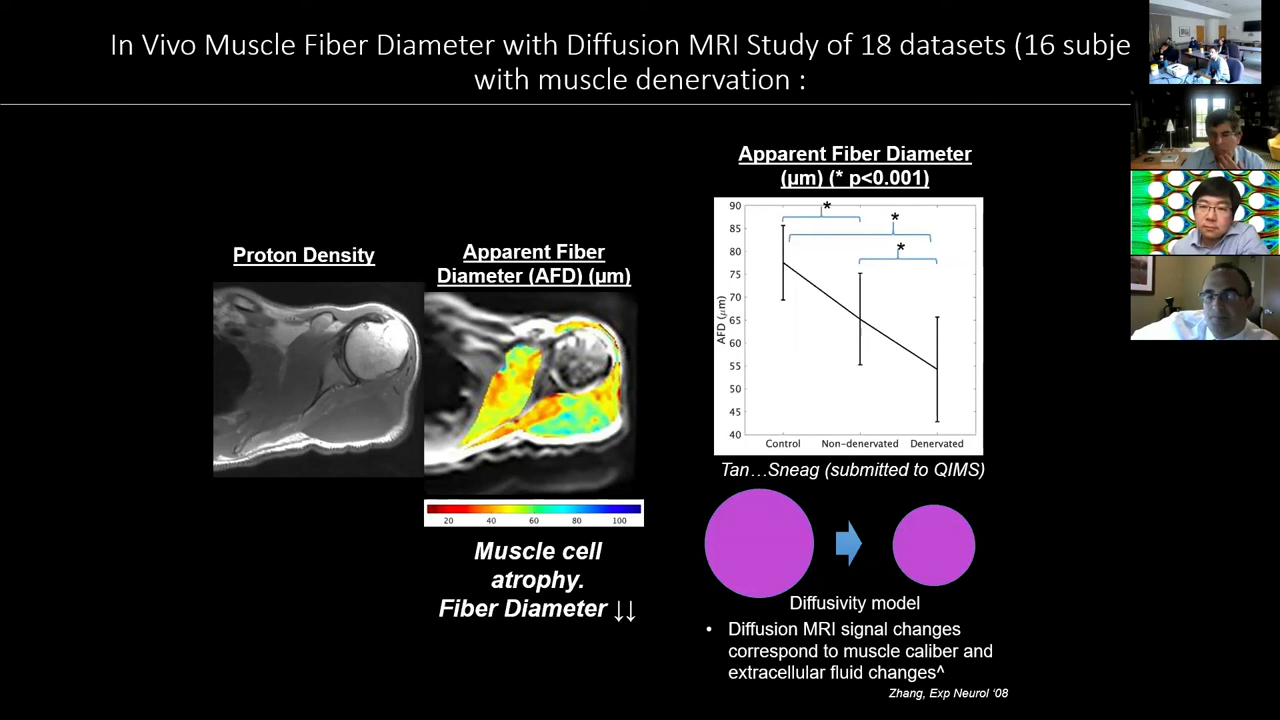 In Vivo Muscle Fiber Diameter with Diffusion MRI Study of 18 datasets (16 subje
with muscle denervation :
Proton Density
Apparent Fiber
Diameter (AFD) (μm)
20 40 60 80 100
Muscle cell
atrophy.
Fiber Diameter ↓↓
Apparent Fiber Diameter
(μm) (* p<0.001)
90
85
80
75
70
65
60
55
50
45
40
AFD (μm)
* * *
Control Non-denervated Denervated
Tan…Sneag (submitted to QIMS)
Diffusivity model
• Diffusion MRI signal changes
correspond to muscle caliber and
extracellular fluid changes^
Zhang, Exp Neurol ‘08